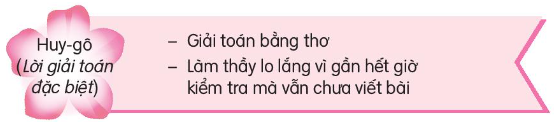 Huy-gô
(Lời giải toán
đặc biệt)
– Giải toán bằng thơ
– Làm thầy lo lắng vì gần hết giờ
kiểm tra mà vẫn chưa viết bài